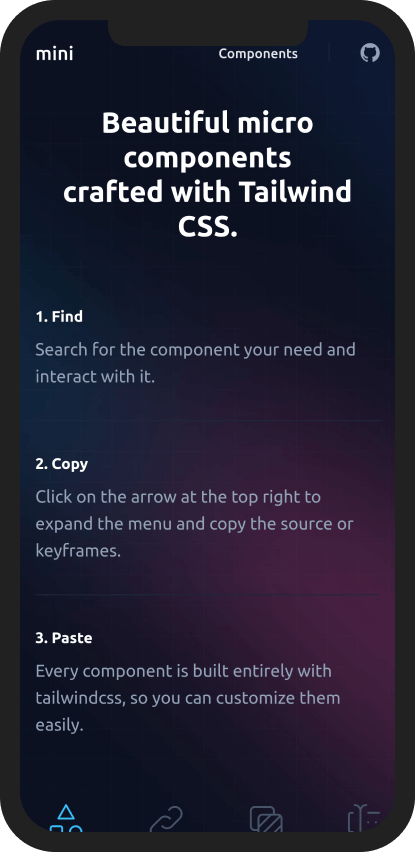 mini
Components
Beautiful micro
components
crafted with Tailwind
CSS.
1. Find
Search for the component your need and
interact with it.
2. Copy
Click on the arrow at the top right to
expand the menu and copy the source or
keyframes.
3. Paste
Every component is built entirely with
tailwindcss, so you can customize them
easily.